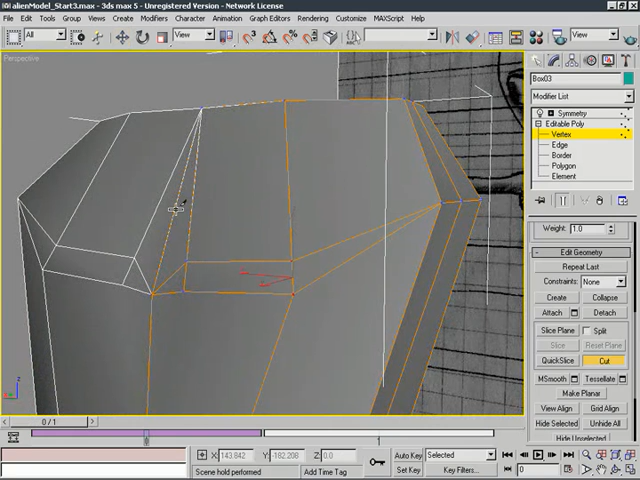 alienModel_Start3.max - 3ds max 5 - Unregistered Version - Network License
File Edit Tools Group Views Create Modifiers Character Animation Graph Editors Rendering Customize MAXScript Help
All View View
Perspective
Box03
Modifier List
Symmetry
Editable Poly
Vertex
Edge
Border
Polygon
Element
Weight: 1.0
Edit Geometry
Repeat Last
Constraints: None
Create Collapse
Attach Detach
Slice Plane Split
Slice Reset Plane
QuickSlice Cut
MSmooth Tessellate
Make Planar
View Align Grid Align
Hide Selected Unhide All
Hide Unselected
0 / 1
0 1
X: 143.842 Y: -182.208 Z: 0.0 Auto Key Selected
Scene hold performed Add Time Tag Set Key Key Filters... 0